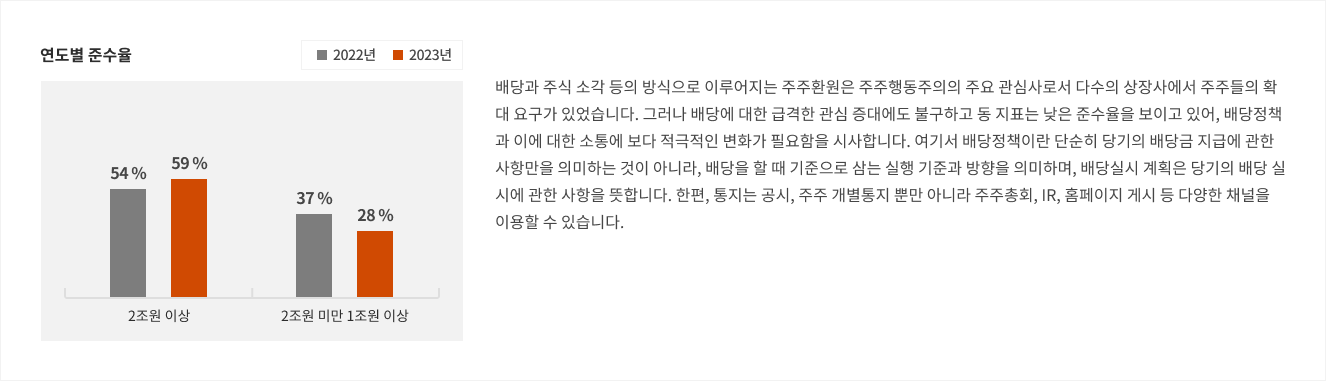 연도별 준수율
2022년 2023년
54 %
59 %
37 %
28 %
2조원 이상
2조원 미만 1조원 이상
배당과 주식 소각 등의 방식으로 이루어지는 주주환원은 주주행동주의의 주요 관심사로서 다수의 상장사에서 주주들의 확
대 요구가 있었습니다. 그러나 배당에 대한 급격한 관심 증대에도 불구하고 동 지표는 낮은 준수율을 보이고 있어, 배당정책
과 이에 대한 소통에 보다 적극적인 변화가 필요함을 시사합니다. 여기서 배당정책이란 단순히 당기의 배당금 지급에 관한
사항만을 의미하는 것이 아니라, 배당을 할 때 기준으로 삼는 실행 기준과 방향을 의미하며, 배당실시 계획은 당기의 배당 실
시에 관한 사항을 뜻합니다. 한편, 통지는 공시, 주주 개별통지 뿐만 아니라 주주총회, IR, 홈페이지 게시 등 다양한 채널을
이용할 수 있습니다.